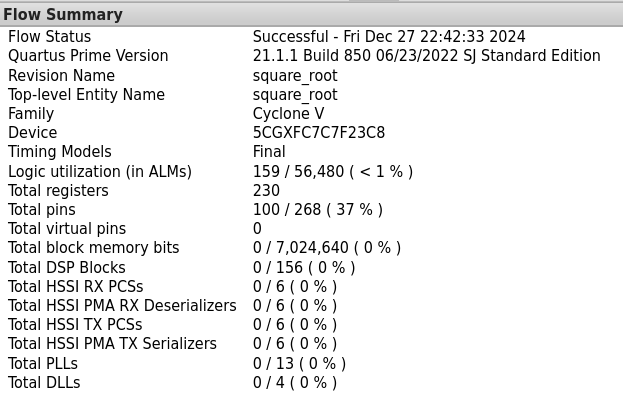 Flow Summary
Flow Status Successful - Fri Dec 27 22:42:33 2024
Quartus Prime Version 21.1.1 Build 850 06/23/2022 SJ Standard Edition
Revision Name square_root
Top-level Entity Name square_root
Family Cyclone V
Device 5CGXFC7C7F23C8
Timing Models Final
Logic utilization (in ALMs) 159 / 56,480 ( < 1 % )
Total registers 230
Total pins 100 / 268 ( 37 % )
Total virtual pins 0
Total block memory bits 0 / 7,024,640 ( 0 % )
Total DSP Blocks 0 / 156 ( 0 % )
Total HSSI RX PCSs 0 / 6 ( 0 % )
Total HSSI PMA RX Deserializers 0 / 6 ( 0 % )
Total HSSI TX PCSs 0 / 6 ( 0 % )
Total HSSI PMA TX Serializers 0 / 6 ( 0 % )
Total PLLs 0 / 13 ( 0 % )
Total DLLs 0 / 4 ( 0 % )